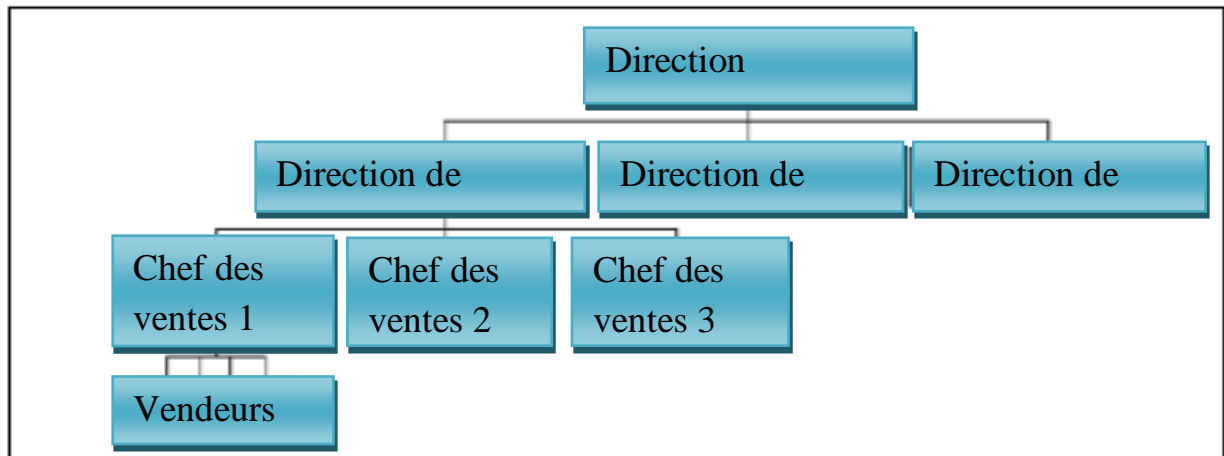 Direction
Direction de
Direction de
Direction de
Chef des
ventes 1
Chef des
ventes 2
Chef des
ventes 3
Vendeurs